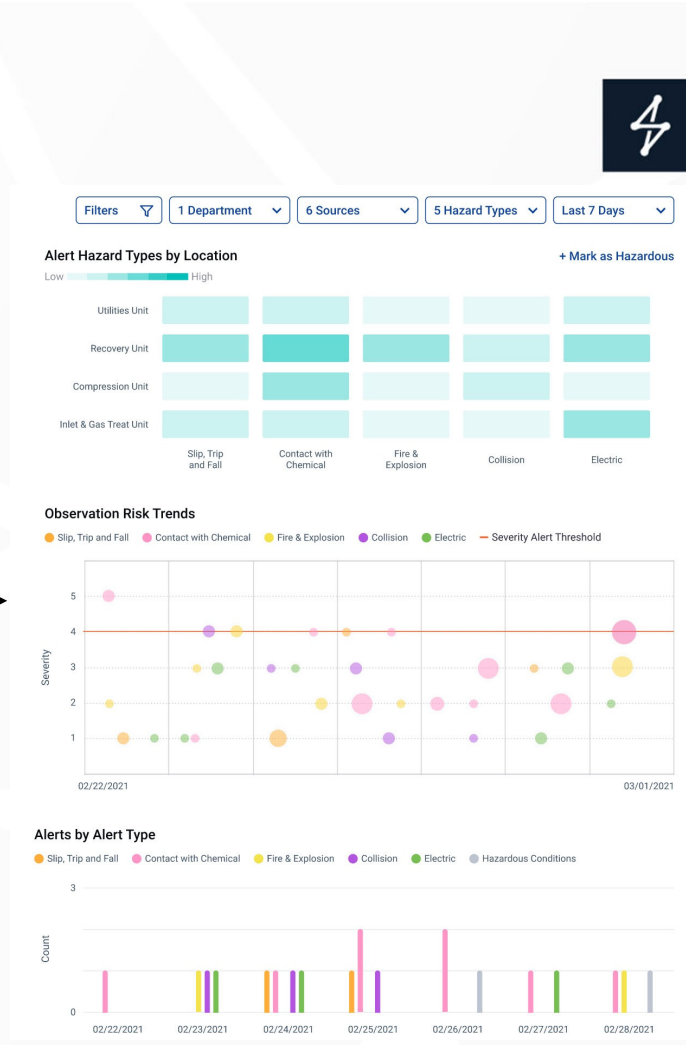 Filters
1 Department
6 Sources
5 Hazard Types
Last 7 Days
Alert Hazard Types by Location
+ Mark as Hazardous
Low
High
Utilities Unit
Recovery Unit
Compression Unit
Inlet & Gas Treat Unit
Slip, Trip
and Fall
Contact with
Chemical
Fire &
Explosion
Collision
Electric
Observation Risk Trends
Slip, Trip and Fall
Contact with Chemical
Fire & Explosion
Collision
Electric
Severity Alert Threshold
Severity
5
4
3
2
1
02/22/2021
03/01/2021
Alerts by Alert Type
Slip, Trip and Fall
Contact with Chemical
Fire & Explosion
Collision
Electric
Hazardous Conditions
Count
3
0
02/22/2021
02/23/2021
02/24/2021
02/25/2021
02/26/2021
02/27/2021
02/28/2021